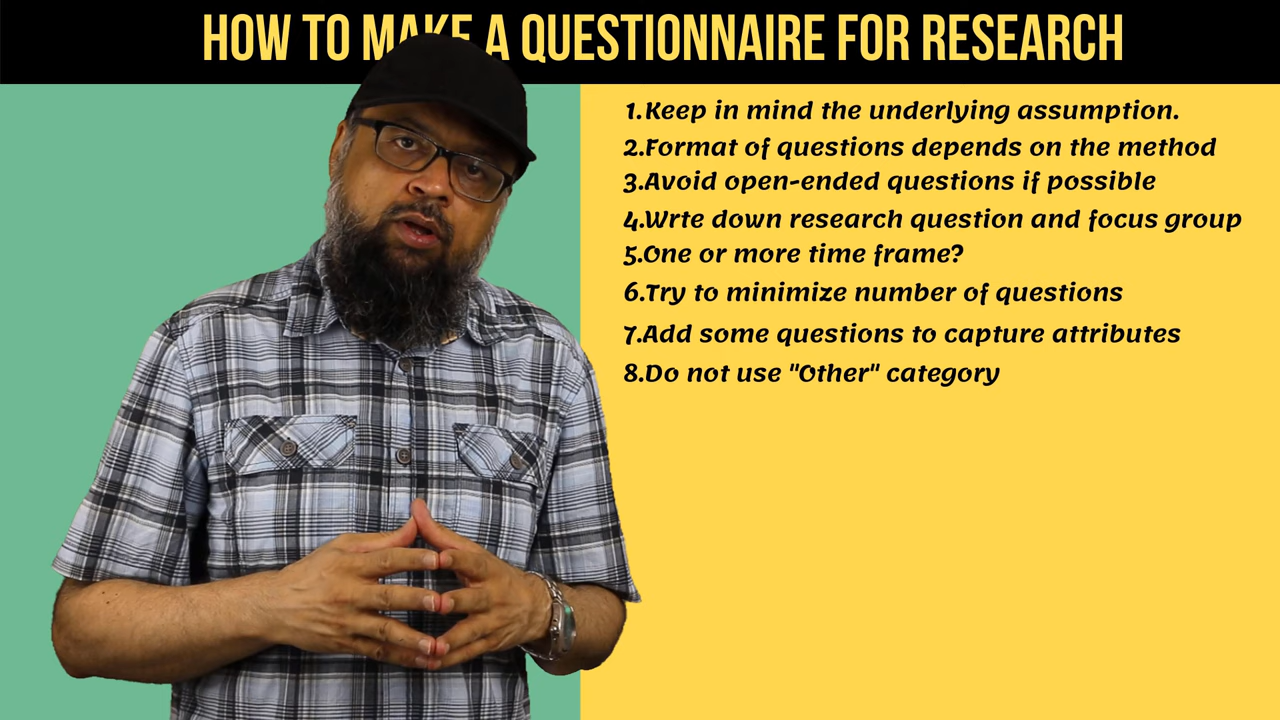 HOW TO MAKE A QUESTIONNAIRE FOR RESEARCH
1.Keep in mind the underlying assumption.
2.Format of questions depends on the method
3.Avoid open-ended questions if possible
4.Wrte down research question and focus group
5.One or more time frame?
6.Try to minimize number of questions
7.Add some questions to capture attributes
8.Do not use "Other" category